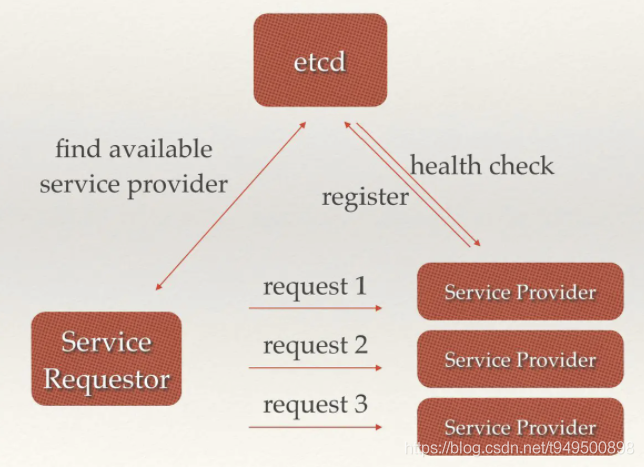 etcd
find available
service provider
health check
register
request 1
Service Provider
Service
Requestor
request 2
Service Provider
request 3
Service Provider
https://blog.csdn.net/t949500898